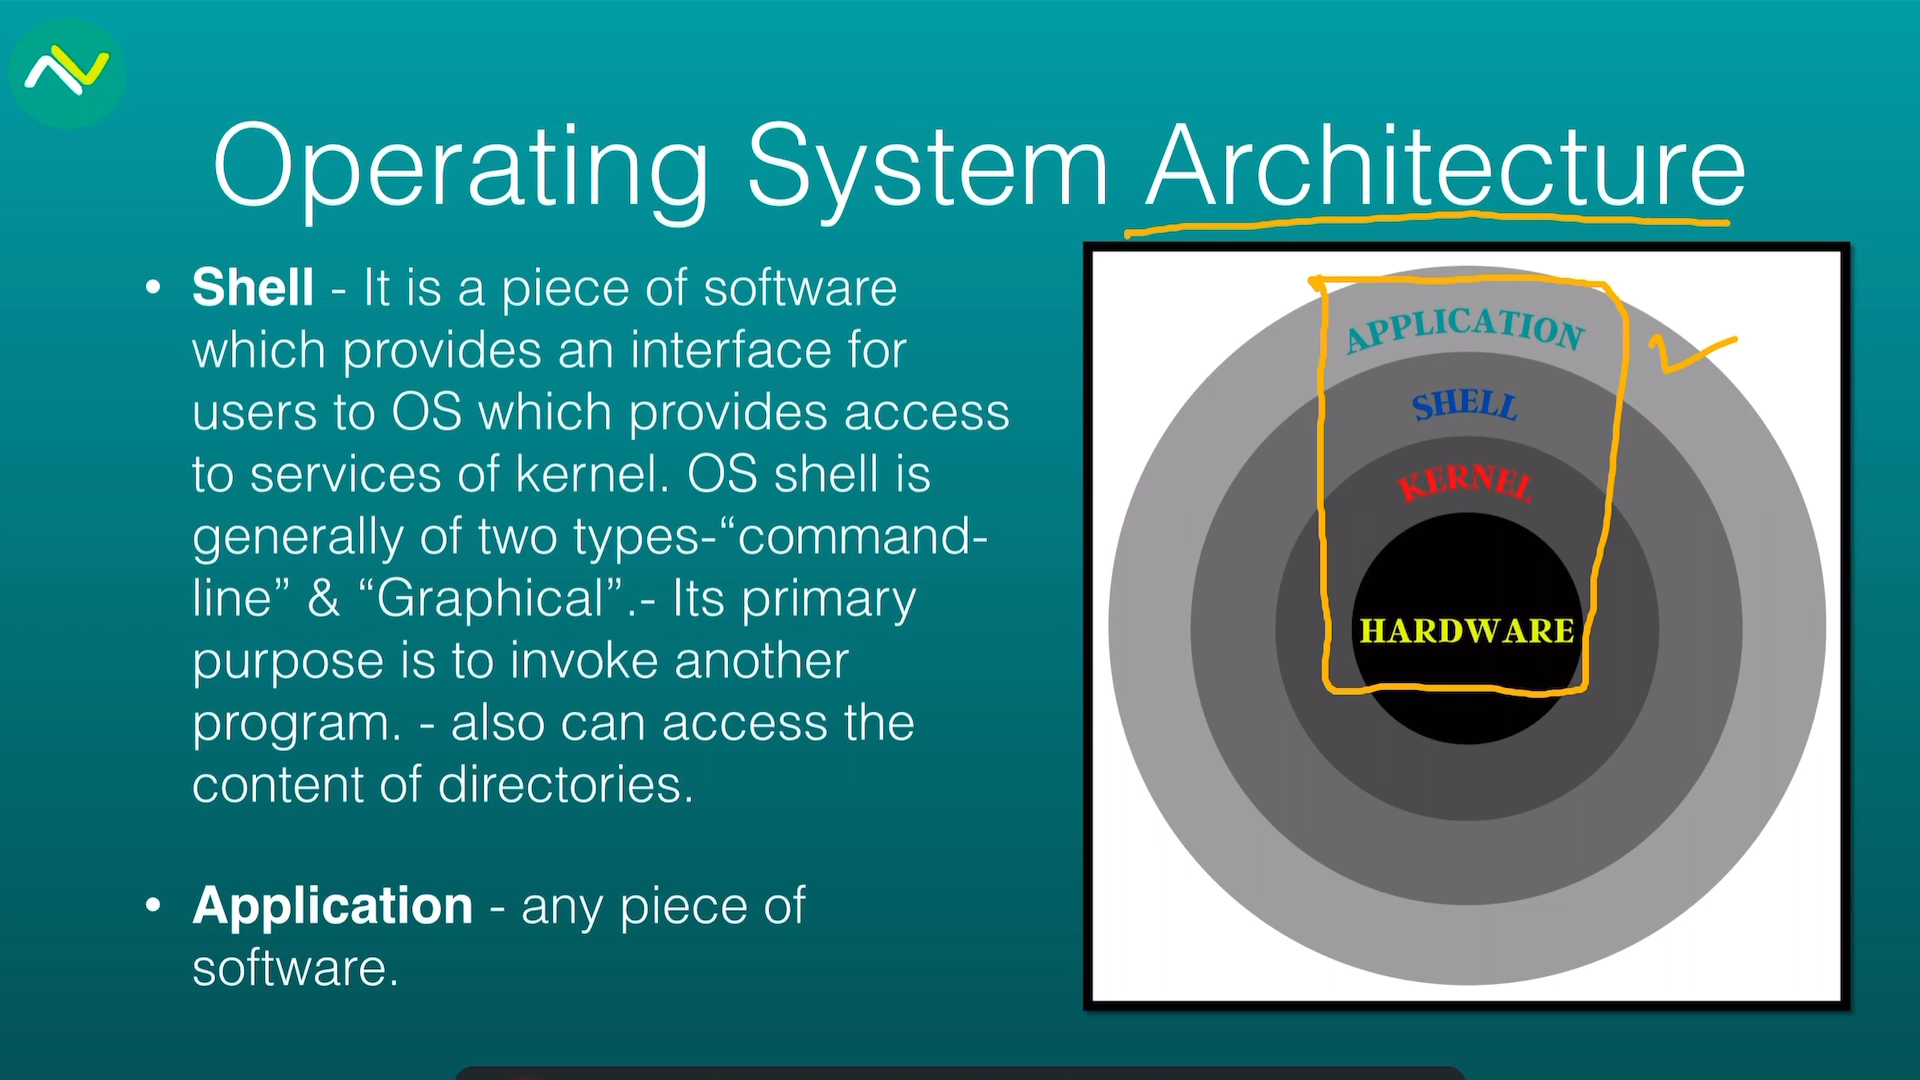 Operating System Architecture
• Shell - It is a piece of software
which provides an interface for
users to OS which provides access
to services of kernel. OS shell is
generally of two types-“command-
line” & “Graphical”.- Its primary
purpose is to invoke another
program. - also can access the
content of directories.
• Application - any piece of
software.
APPLICATION
SHELL
KERNEL
HARDWARE